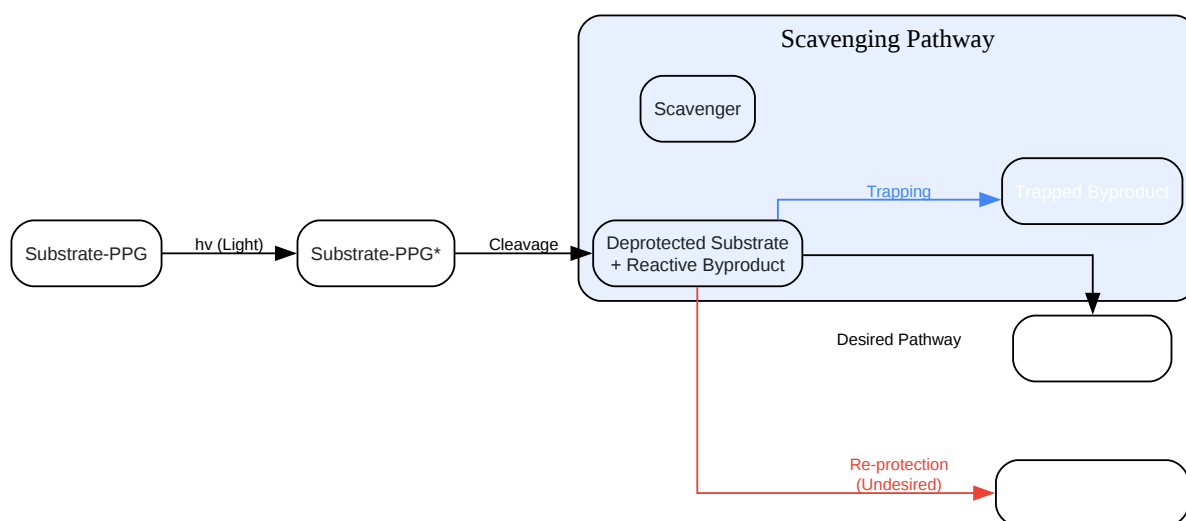 Scavenging Pathway
Scavenger
Trapping
Trapped Byproduct
Substrate-PPG
hv (Light)
Substrate-PPG*
Cleavage
Deprotected Substrate
+ Reactive Byproduct
Desired Pathway
Re-protection
(Undesired)